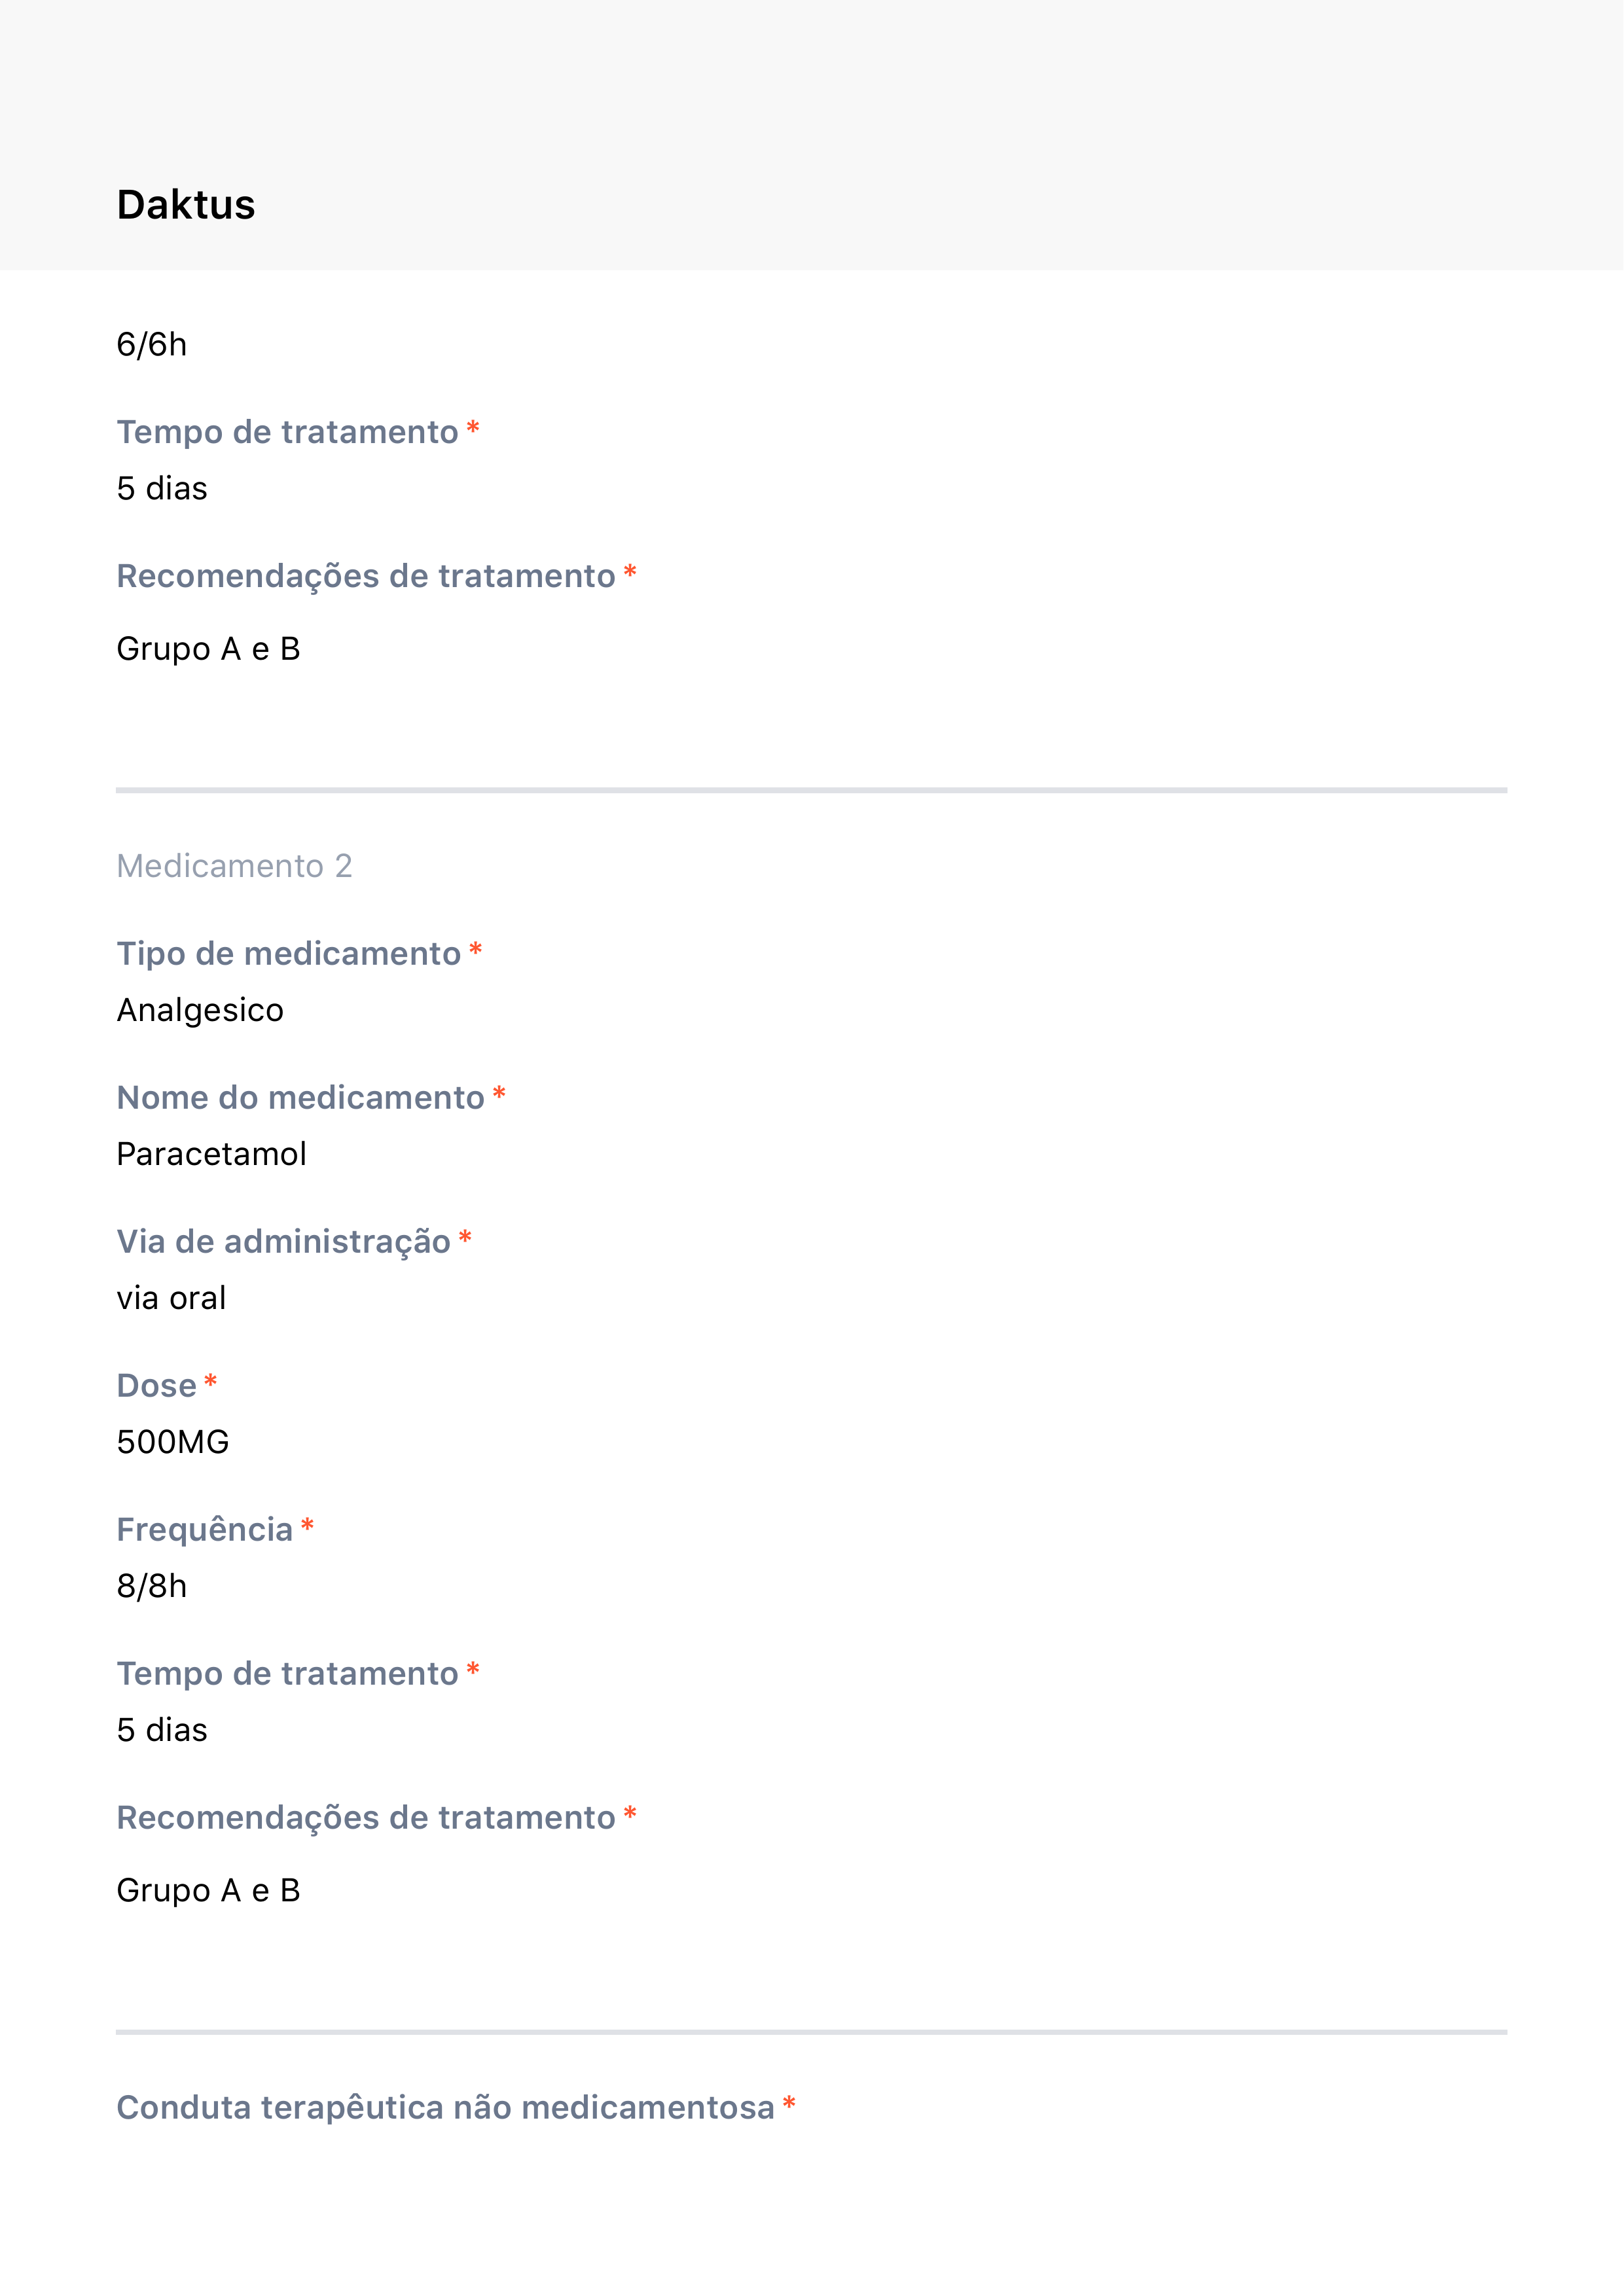 Daktus
6/6h
Tempo de tratamento *
5 dias
Recomendações de tratamento *
Grupo A e B
Medicamento 2
Tipo de medicamento *
Analgesico
Nome do medicamento *
Paracetamol
Via de administração *
via oral
Dose *
500MG
Frequência *
8/8h
Tempo de tratamento *
5 dias
Recomendações de tratamento *
Grupo A e B
Conduta terapêutica não medicamentosa *